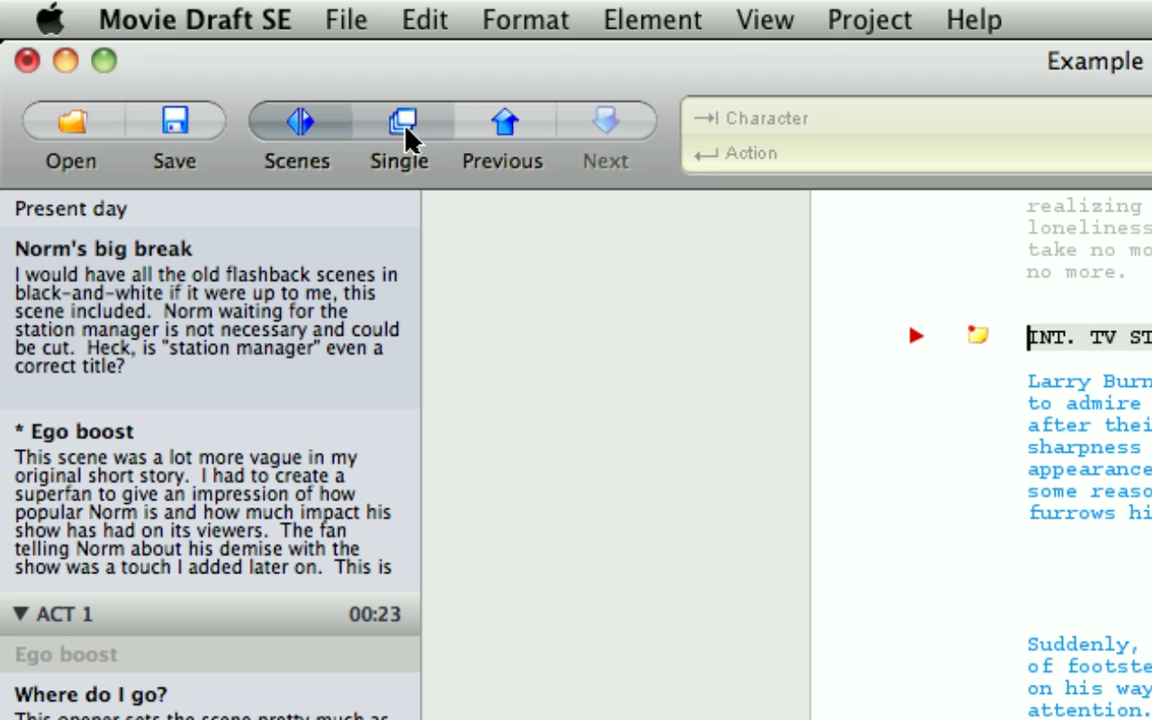 Movie Draft SE File Edit Format Element View Project Help
Example
Open Save Scenes Single Previous Next
Character
Action
Present day
Norm's big break
I would have all the old flashback scenes in
black-and-white if it were up to me, this
scene included.  Norm waiting for the
station manager is not necessary and could
be cut.  Heck, is "station manager" even a
correct title?
* Ego boost
This scene was a lot more vague in my
original short story.  I had to create a
superfan to give an impression of how
popular Norm is and how much impact his
show has had on its viewers.  The fan
telling Norm about his demise with the
show was a touch I added later on.  This is
ACT 1 00:23
Ego boost
Where do I go?
This opener sets the scene pretty much as
realizing
loneliness
take no mo
no more.
INT. TV ST
Larry Burn
to admire
after thei
sharpness
appearance
some reaso
furrows hi
Suddenly,
of footste
on his way
attention.